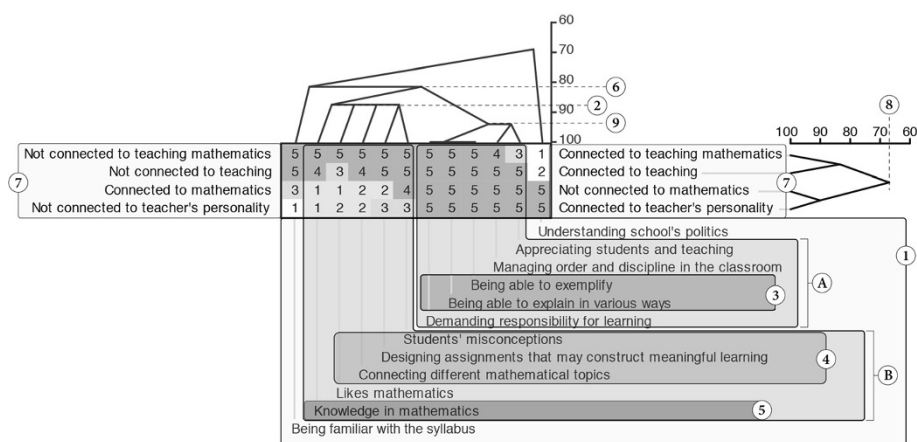 60
70
80
6
90
2
8
9
100
100 90 80 70 60
Not connected to teaching mathematics 5 5 5 5 5 5 5 5 5 4 3 1 Connected to teaching mathematics
Not connected to teaching 5 4 3 4 5 5 5 5 5 5 5 2 Connected to teaching
7 Connected to mathematics 3 1 1 2 2 4 5 5 5 5 5 5 Not connected to mathematics 7
Not connected to teacher's personality 1 1 2 2 3 3 5 5 5 5 5 5 Connected to teacher's personality
Understanding school's politics
Appreciating students and teaching
1
Managing order and discipline in the classroom
Being able to exemplify
A
3
Being able to explain in various ways
Demanding responsibility for learning
Students' misconceptions
Designing assignments that may construct meaningful learning
4
Connecting different mathematical topics
B
Likes mathematics
Knowledge in mathematics 5
Being familiar with the syllabus